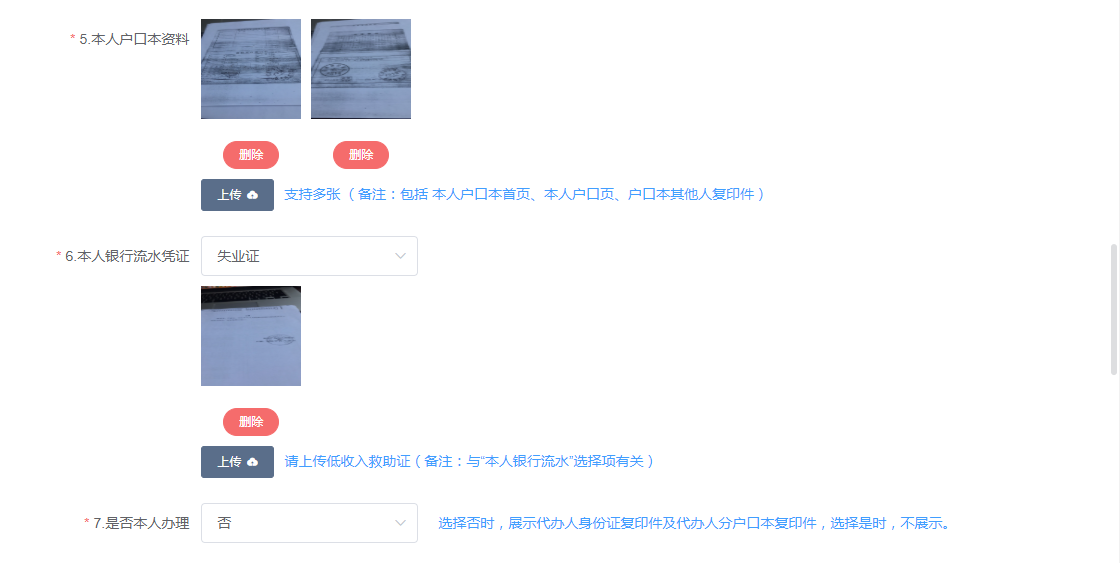 * 5.本人户口本资料
删除 删除
上传 支持多张（备注：包括 本人户口本首页、本人户口页、户口本其他人复印件）
* 6.本人银行流水凭证 失业证
删除
上传 请上传低收入救助证（备注：与“本人银行流水”选择项有关）
* 7.是否本人办理 否 选择否时，展示代办人身份证复印件及代办人分户口本复印件，选择是时，不展示。